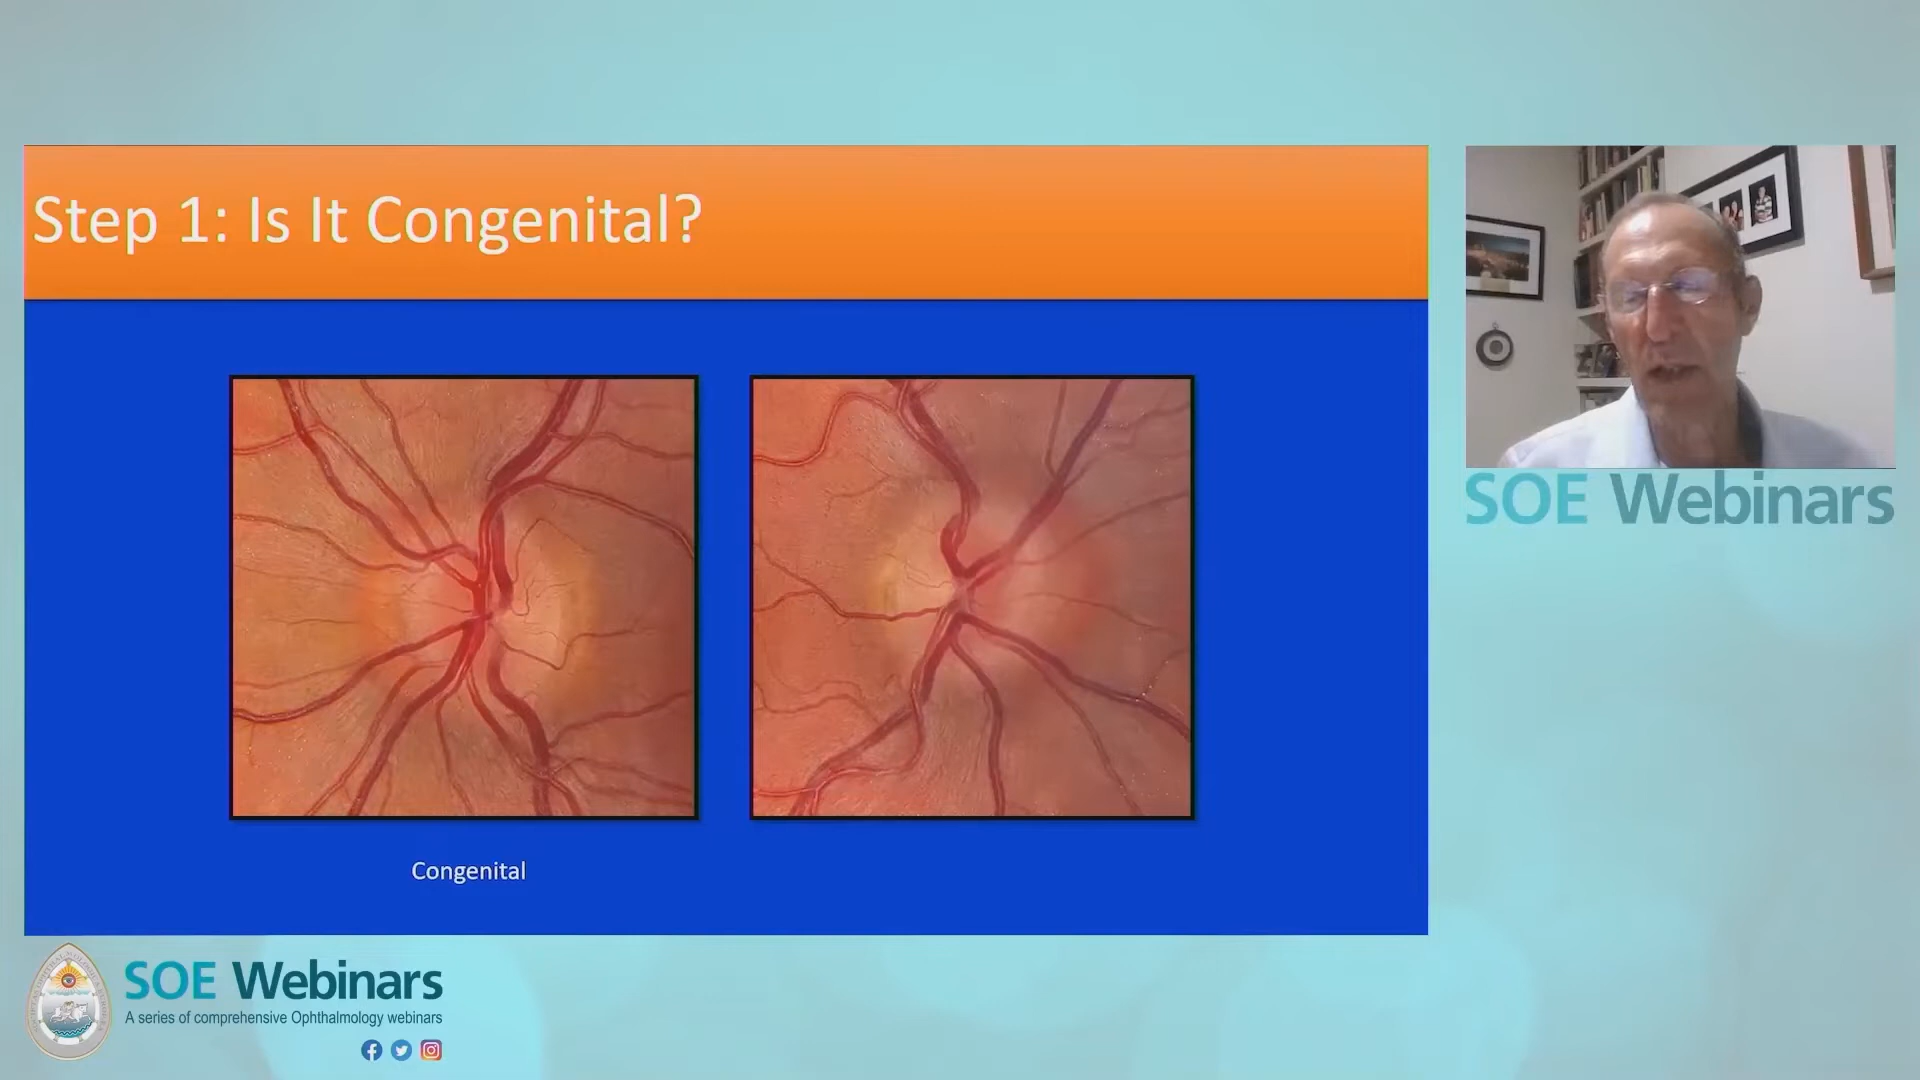 Step 1: Is It Congenital?
Congenital
SOE Webinars
SOE Webinars
A series of comprehensive Ophthalmology webinars